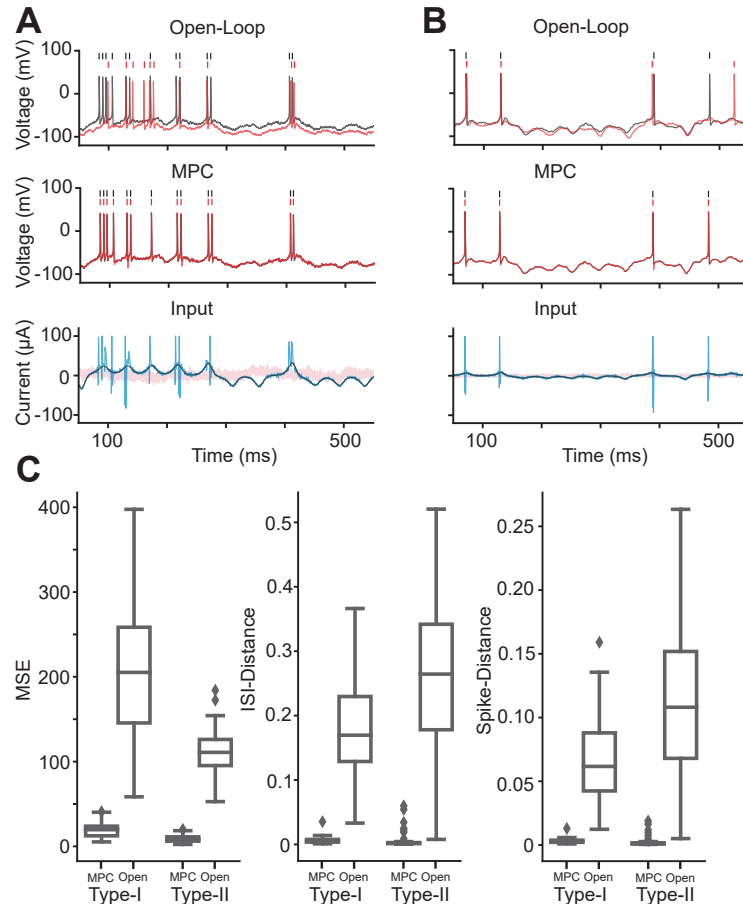 A
Open-Loop
Voltage (mV)
100
0
-100
MPC
Voltage (mV)
100
0
-100
Input
Current (µA)
100
0
-100
100
500
Time (ms)
B
Open-Loop
MPC
Input
100
500
Time (ms)
C
MSE
400
300
200
100
0
MPC Open MPC Open
Type-I Type-II
ISI-Distance
0.5
0.4
0.3
0.2
0.1
0
MPC Open MPC Open
Type-I Type-II
Spike-Distance
0.25
0.20
0.15
0.10
0.05
0
MPC Open MPC Open
Type-I Type-II